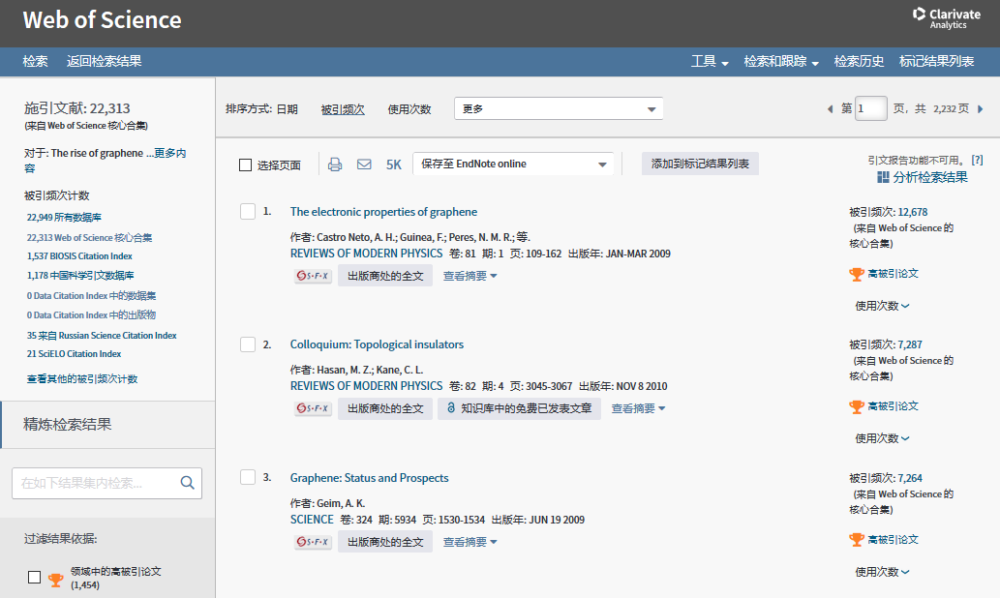 Web of Science
Clarivate
Analytics
检索 返回检索结果 工具 检索和跟踪 检索历史 标记结果列表
施引文献: 22,313
(来自 Web of Science 核心合集)
对于: The rise of graphene ...更多内
容
被引频次计数
22,949 所有数据库
22,313 Web of Science 核心合集
1,537 BIOSIS Citation Index
1,178 中国科学引文数据库
0 Data Citation Index 中的数据集
0 Data Citation Index 中的出版物
35 来自 Russian Science Citation Index
21 SciELO Citation Index
查看其他的被引频次计数
精炼检索结果
在如下结果集内检索...
过滤结果依据:
领域中的高被引论文
(1,454)
排序方式: 日期 被引频次 使用次数 更多 第 1 页，共 2,232 页
选择页面 5K 保存至 EndNote online 添加到标记结果列表
引文报告功能不可用。 [?]
分析检索结果
1. The electronic properties of graphene
作者: Castro Neto, A. H.; Guinea, F.; Peres, N. M. R.; 等.
REVIEWS OF MODERN PHYSICS 卷: 81 期: 1 页: 109-162 出版年: JAN-MAR 2009
S·F·X 出版商处的全文 查看摘要
被引频次: 12,678
(来自 Web of Science 的
核心合集)
高被引论文
使用次数
2. Colloquium: Topological insulators
作者: Hasan, M. Z.; Kane, C. L.
REVIEWS OF MODERN PHYSICS 卷: 82 期: 4 页: 3045-3067 出版年: NOV 8 2010
S·F·X 出版商处的全文 知识库中的免费已发表文章 查看摘要
被引频次: 7,287
(来自 Web of Science 的
核心合集)
高被引论文
使用次数
3. Graphene: Status and Prospects
作者: Geim, A. K.
SCIENCE 卷: 324 期: 5934 页: 1530-1534 出版年: JUN 19 2009
S·F·X 出版商处的全文 查看摘要
被引频次: 7,264
(来自 Web of Science 的
核心合集)
高被引论文
使用次数